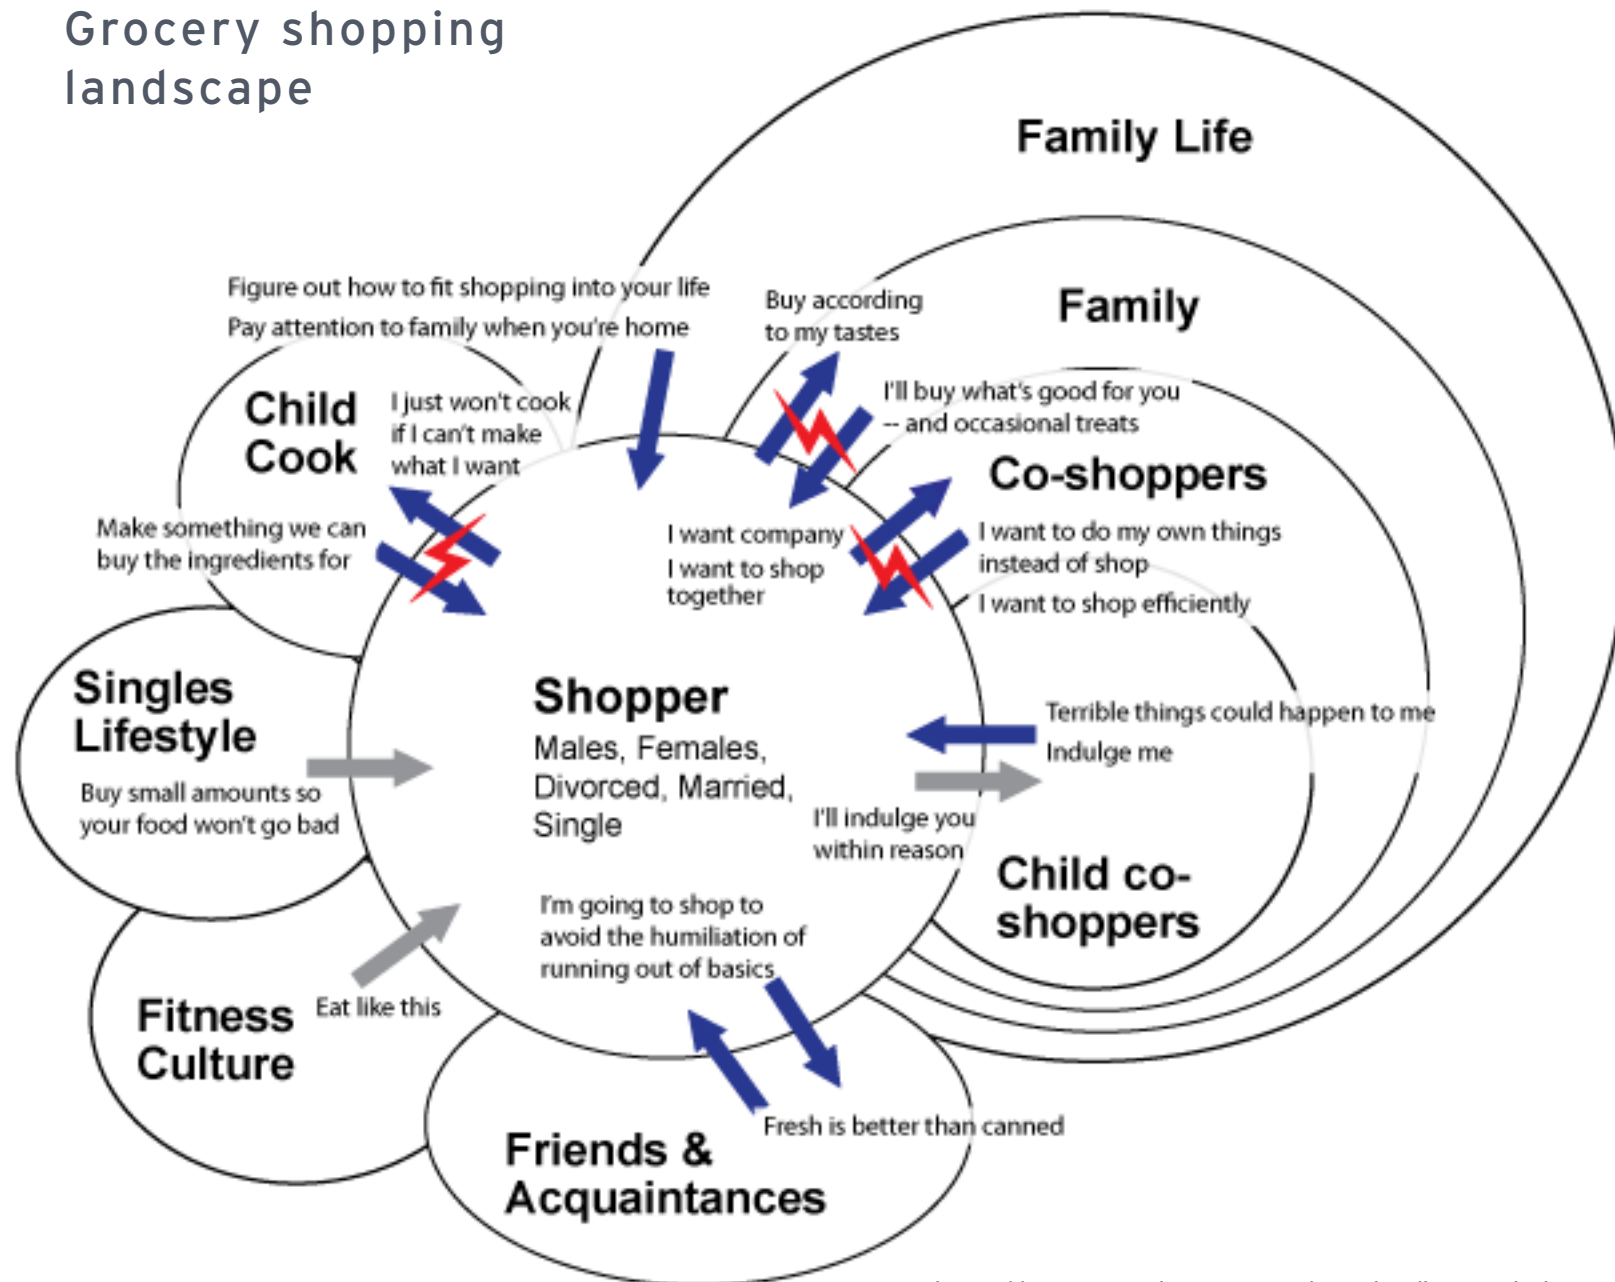 Grocery shopping
landscape
Family Life
Figure out how to fit shopping into your life
Pay attention to family when you're home
Buy according
to my tastes
Family
I'll buy what's good for you
-- and occasional treats
Child
Cook
I just won't cook
if I can't make
what I want
Co-shoppers
Make something we can
buy the ingredients for
I want company
I want to shop
together
I want to do my own things
instead of shop
I want to shop efficiently
Singles
Lifestyle
Buy small amounts so
your food won't go bad
Shopper
Males, Females,
Divorced, Married,
Single
Terrible things could happen to me
Indulge me
I'll indulge you
within reason
Child co-
shoppers
I'm going to shop to
avoid the humiliation of
running out of basics
Fitness
Culture
Eat like this
Fresh is better than canned
Friends &
Acquaintances